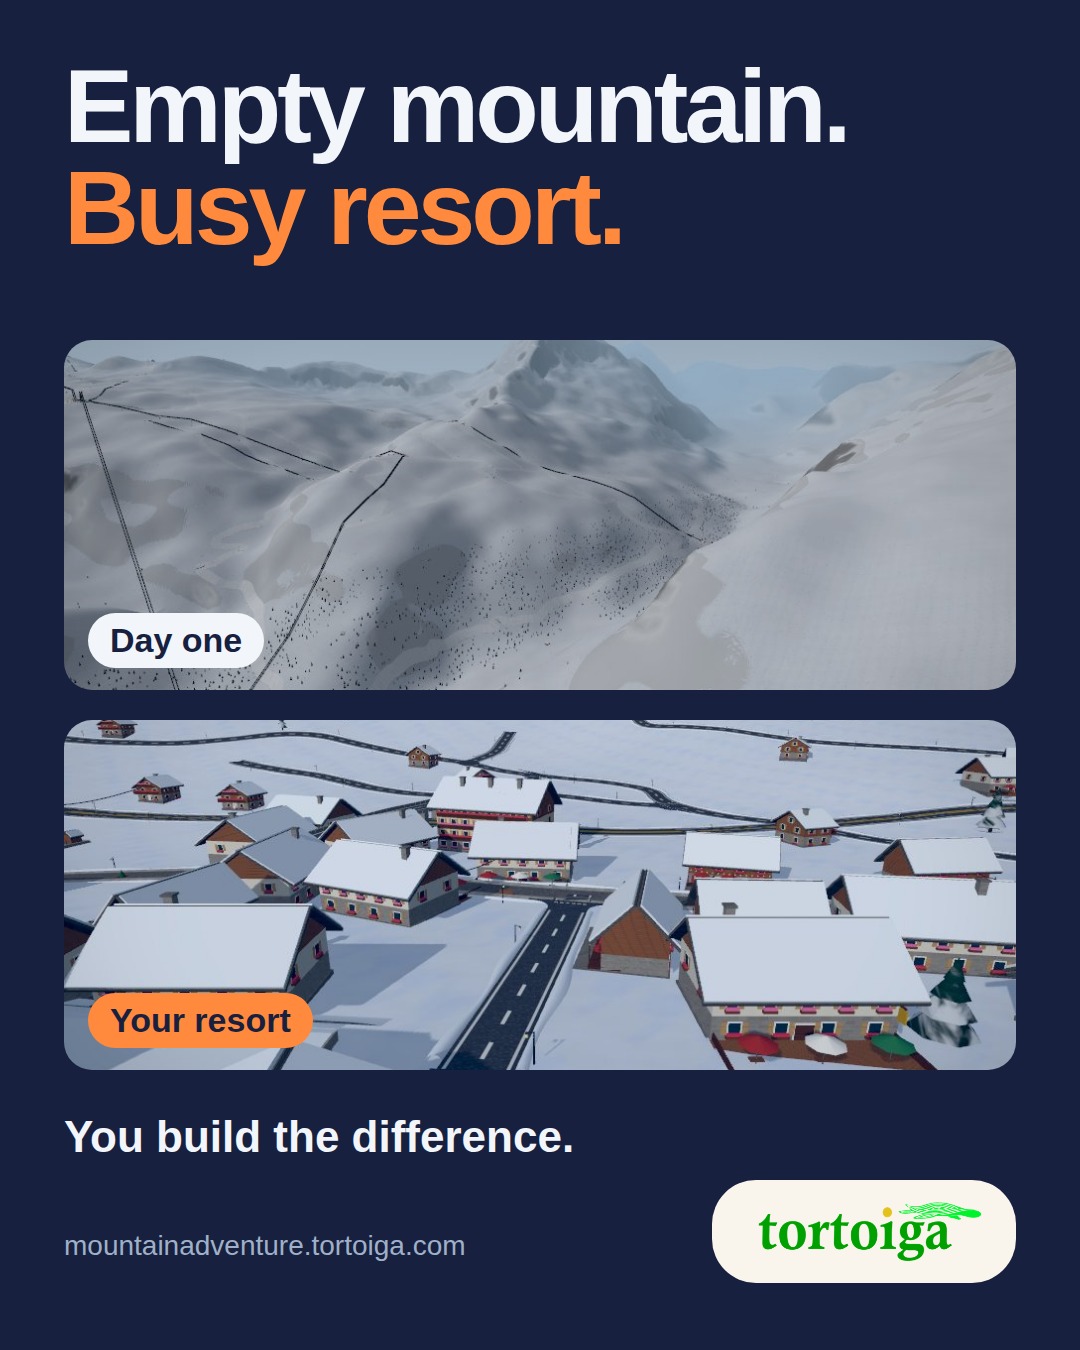 Empty mountain.
Busy resort.
Day one
Your resort
You build the difference.
mountainadventure.tortoiga.com
tortoiga